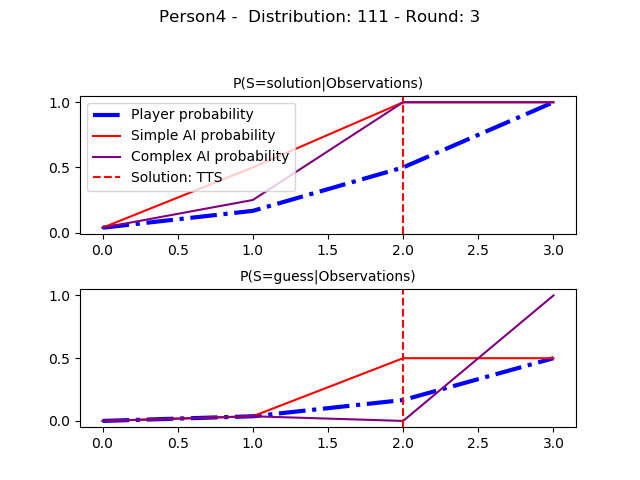 Person4 -  Distribution: 111 - Round: 3
P(S=solution|Observations)
1.0
0.5
0.0
Player probability
Simple AI probability
Complex AI probability
Solution: TTS
0.0 0.5 1.0 1.5 2.0 2.5 3.0
P(S=guess|Observations)
1.0
0.5
0.0
0.0 0.5 1.0 1.5 2.0 2.5 3.0